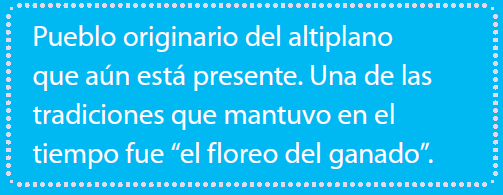 Pueblo originario del altiplano
que aún está presente. Una de las
tradiciones que mantuvo en el
tiempo fue “el floreo del ganado”.